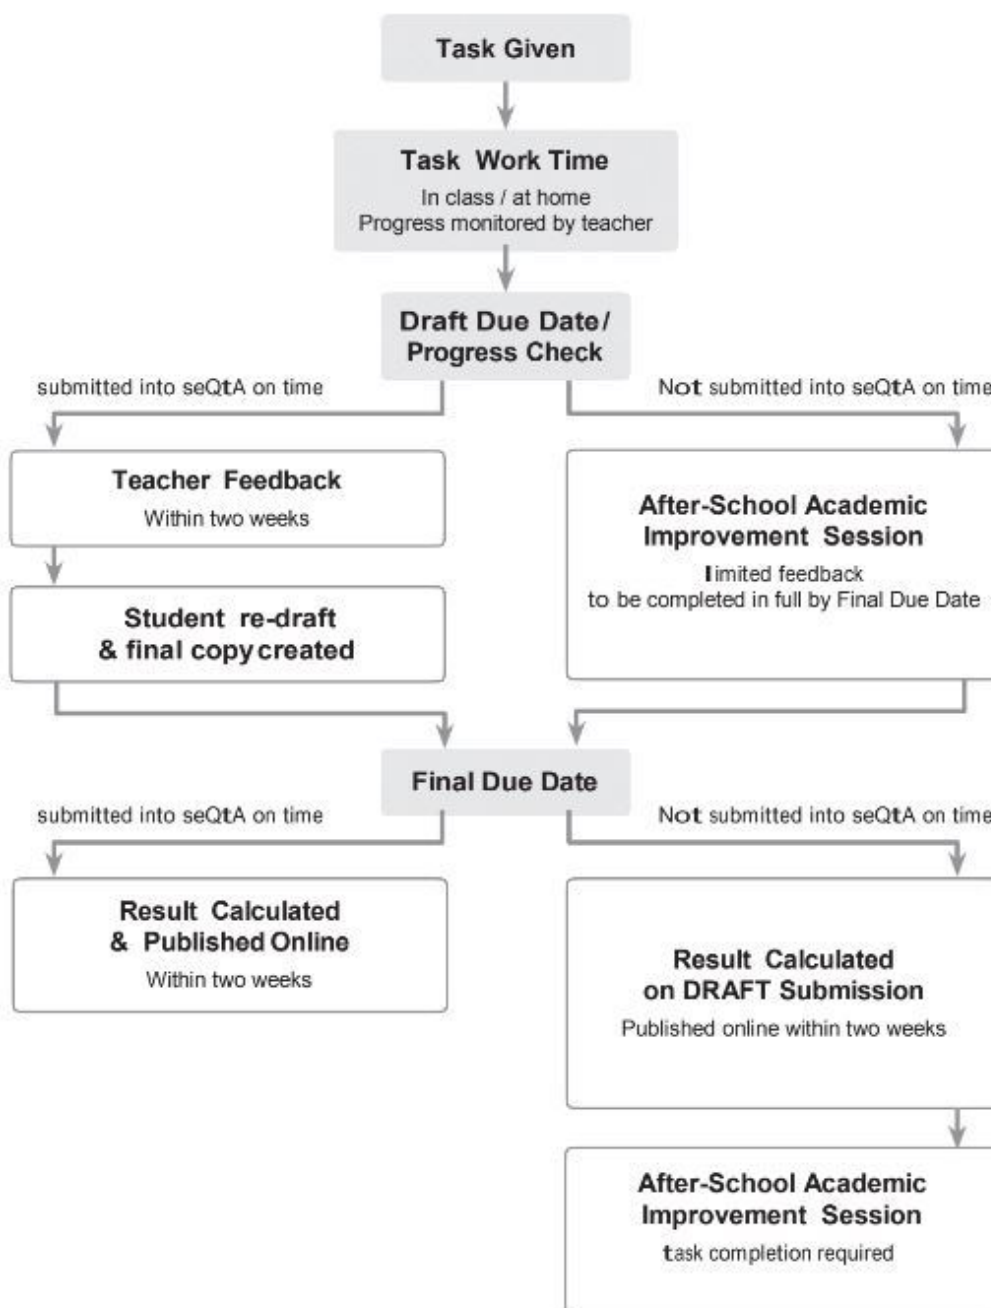 Task Given
Task Work Time
In class / at home
Progress monitored by teacher
Draft Due Date/
Progress Check
submitted into seQtA on time
Not submitted into seQtA on time
Teacher Feedback
Within two weeks
After-School Academic
Improvement Session
limited feedback
to be completed in full by Final Due Date
Student re-draft
& final copy created
Final Due Date
submitted into seQtA on time
Not submitted into seQtA on time
Result Calculated
& Published Online
Within two weeks
Result Calculated
on DRAFT Submission
Published online within two weeks
After-School Academic
Improvement Session
task completion required